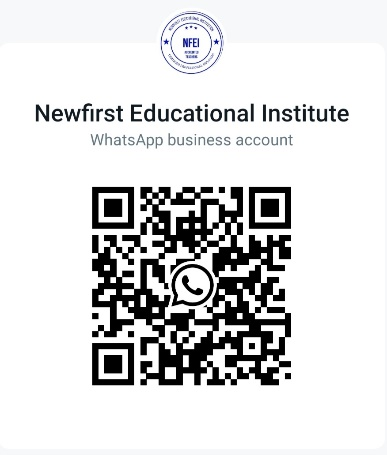 NFEI
Newfirst Educational Institute
WhatsApp business account